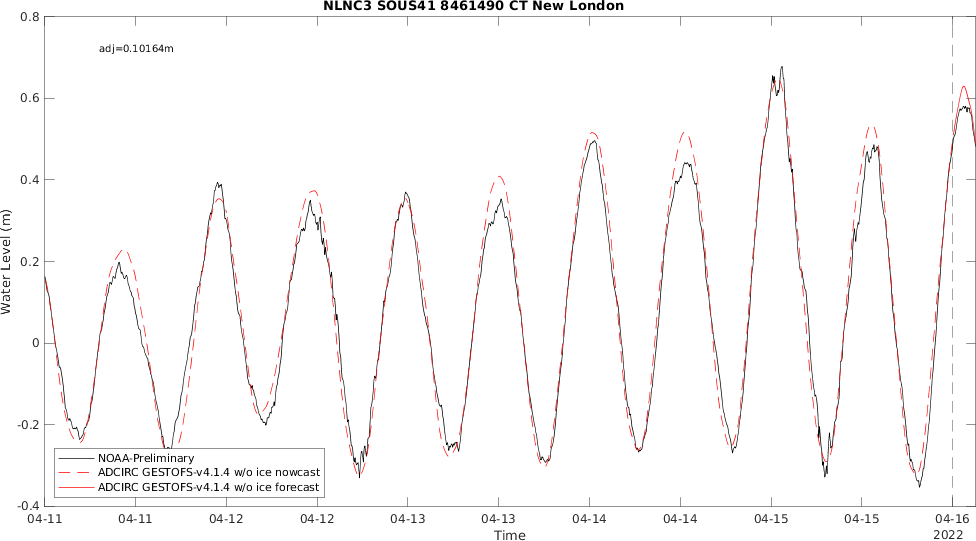 NLNC3 SOUS41 8461490 CT New London
adj=0.10164m
0.8
0.6
0.4
0.2
0
-0.2
-0.4
Water Level (m)
NOAA-Preliminary
ADCIRC GESTOFS-v4.1.4 w/o ice nowcast
ADCIRC GESTOFS-v4.1.4 w/o ice forecast
04-11 04-11 04-12 04-12 04-13 04-13 04-14 04-14 04-15 04-15 04-16
Time
2022